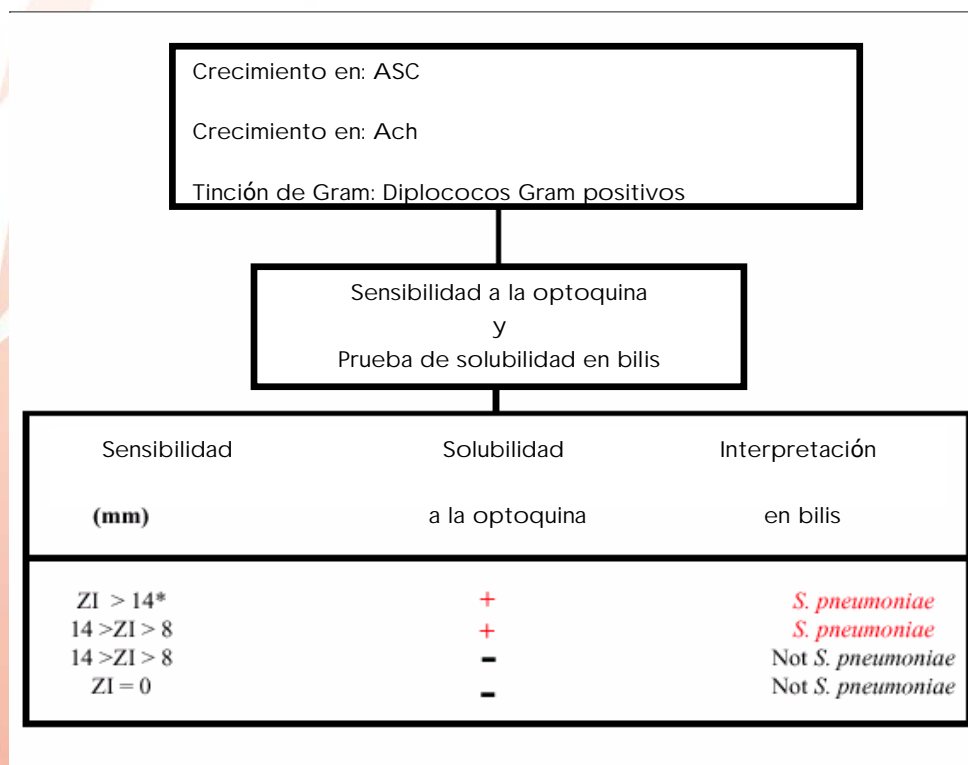 Crecimiento en: ASC
Crecimiento en: Ach
Tinción de Gram: Diplococos Gram positivos
Sensibilidad a la optoquina
y
Prueba de solubilidad en bilis
Sensibilidad Solubilidad Interpretación
(mm) a la optoquina en bilis
ZI > 14* + S. pneumoniae
14 >ZI > 8 + S. pneumoniae
14 >ZI > 8 - Not S. pneumoniae
ZI = 0 - Not S. pneumoniae